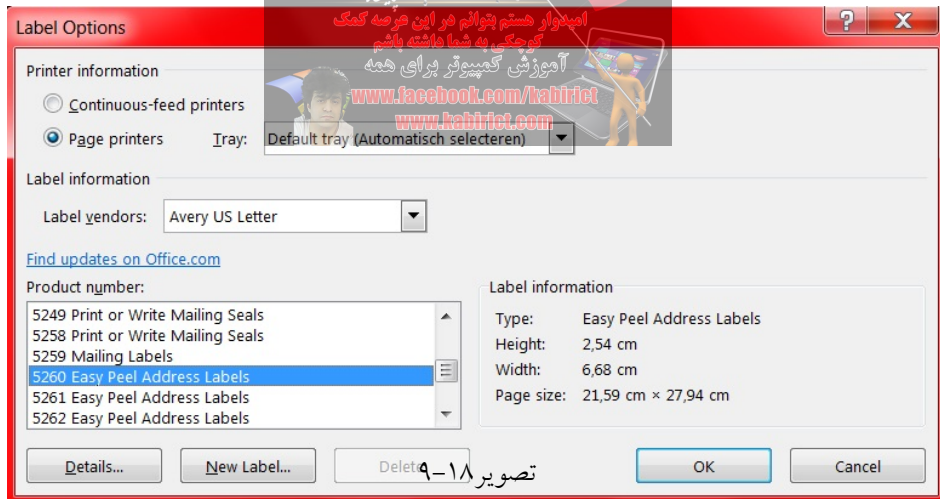 Label Options
امیدوار هستم بتوانم در این عرصه کمک
کوچکی به شما داشته باشم
آموزش کمپیوتر برای همه
www.facebook.com/kabirict
www.kabirict.com
Printer information
Continuous-feed printers
Page printers Tray: Default tray (Automatisch selecteren)
Label information
Label vendors: Avery US Letter
Find updates on Office.com
Product number:
5249 Print or Write Mailing Seals
5258 Print or Write Mailing Seals
5259 Mailing Labels
5260 Easy Peel Address Labels
5261 Easy Peel Address Labels
5262 Easy Peel Address Labels
Label information
Type: Easy Peel Address Labels
Height: 2,54 cm
Width: 6,68 cm
Page size: 21,59 cm × 27,94 cm
Details...
New Label...
Delete
تصویر ۱۸-۹
OK
Cancel